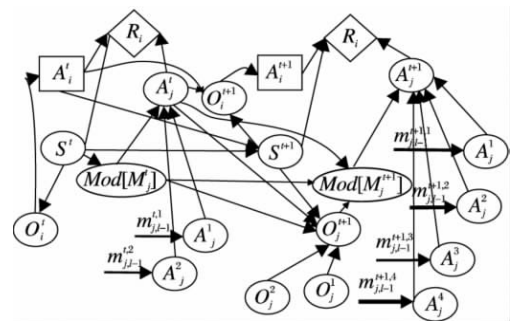 R_i R_i
A_i^t A_j^t O_i^{t+1} A_i^{t+1} A_j^{t+1}
S^t S^{t+1} m_{j,l-}^{t+1,1} A_j^1
Mod[M_j^t] Mod[M_j^{t+1}]
m_{j,l-1}^{t+1,2} A_j^2
O_i^t m_{j,l-1}^{t,1} A_j^1 O_j^{t+1}
m_{j,l-1}^{t,2} A_j^2 m_{j,l-1}^{t+1,3} A_j^3
O_j^2 O_j^1 m_{j,l-1}^{t+1,4} A_j^4